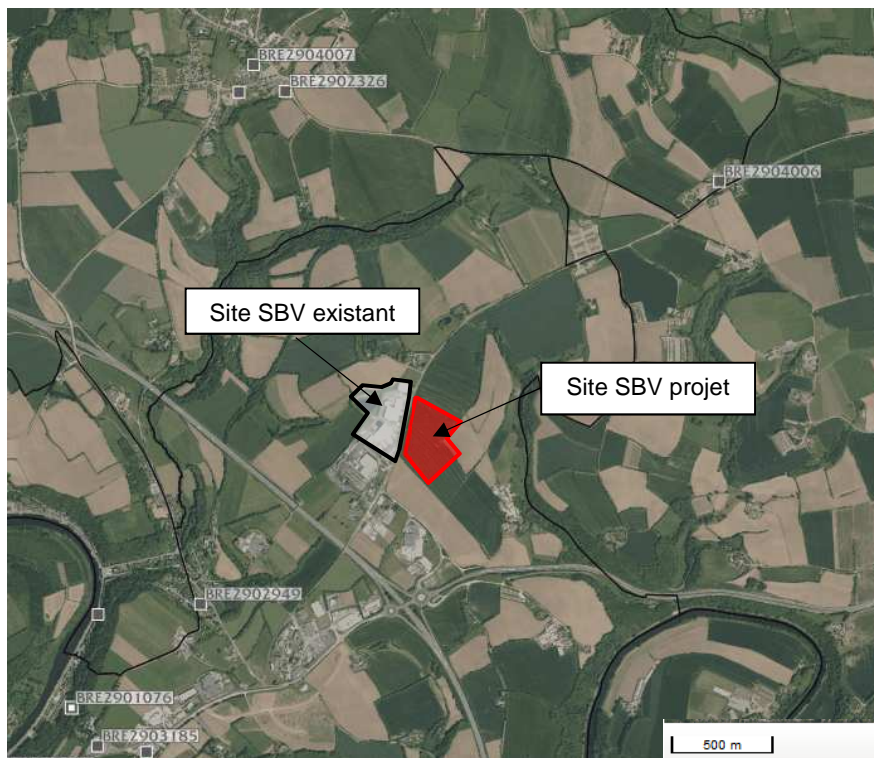 BRE2904007
BRE2902326
BRE2904006
Site SBV existant
Site SBV projet
BRE2902949
BRE2901076
BRE2903185
500 m